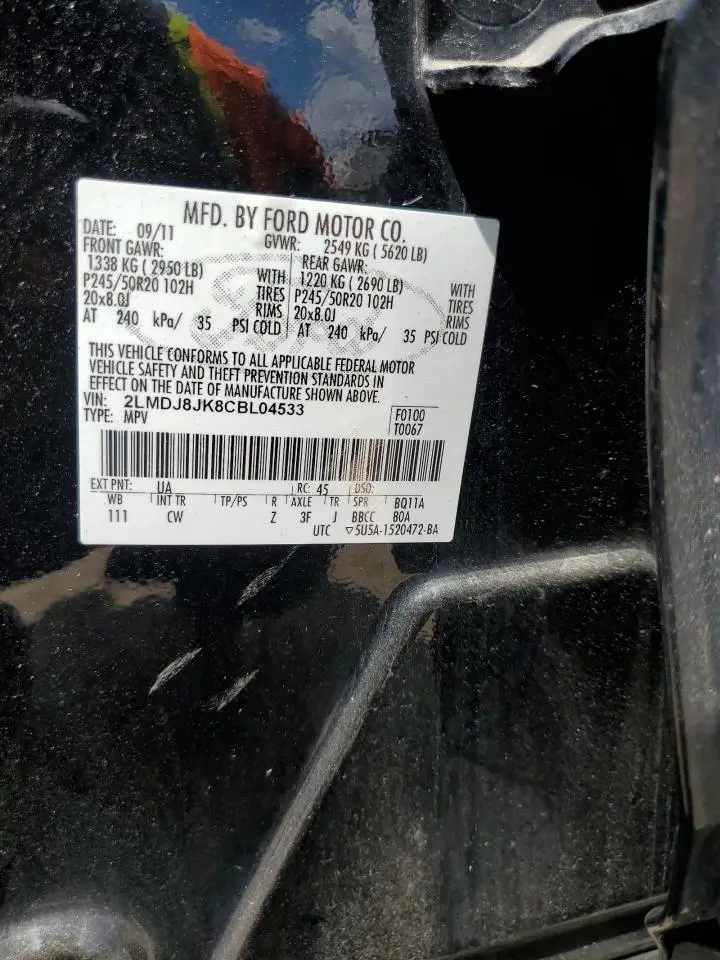 MFD. BY FORD MOTOR CO.
DATE: 09/11 GVWR: 2549 KG ( 5620 LB)
FRONT GAWR: REAR GAWR:
1338 KG ( 2950 LB) WITH 1220 KG ( 2690 LB) WITH
P245/50R20 102H TIRES P245/50R20 102H TIRES
20x8.0J RIMS 20x8.0J RIMS
AT 240 kPa/ 35 PSI COLD AT 240 kPa/ 35 PSI COLD
THIS VEHICLE CONFORMS TO ALL APPLICABLE FEDERAL MOTOR
VEHICLE SAFETY AND THEFT PREVENTION STANDARDS IN
EFFECT ON THE DATE OF MANUFACTURE SHOWN ABOVE.
VIN: 2LMDJ8JK8CBL04533 F0100
TYPE: MPV T0067
EXT PNT: UA RC: 45 DSO:
WB INT TR TP/PS R AXLE TR SPR BQ11A
111 CW Z 3F J BBCC 80A
UTC ▽5U5A-1520472-BA